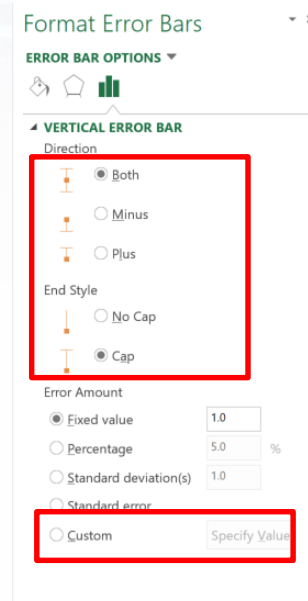 Format Error Bars
ERROR BAR OPTIONS
VERTICAL ERROR BAR
Direction
Both
Minus
Plus
End Style
No Cap
Cap
Error Amount
Fixed value 1.0
Percentage 5.0 %
Standard deviation(s) 1.0
Standard error
Custom Specify Value